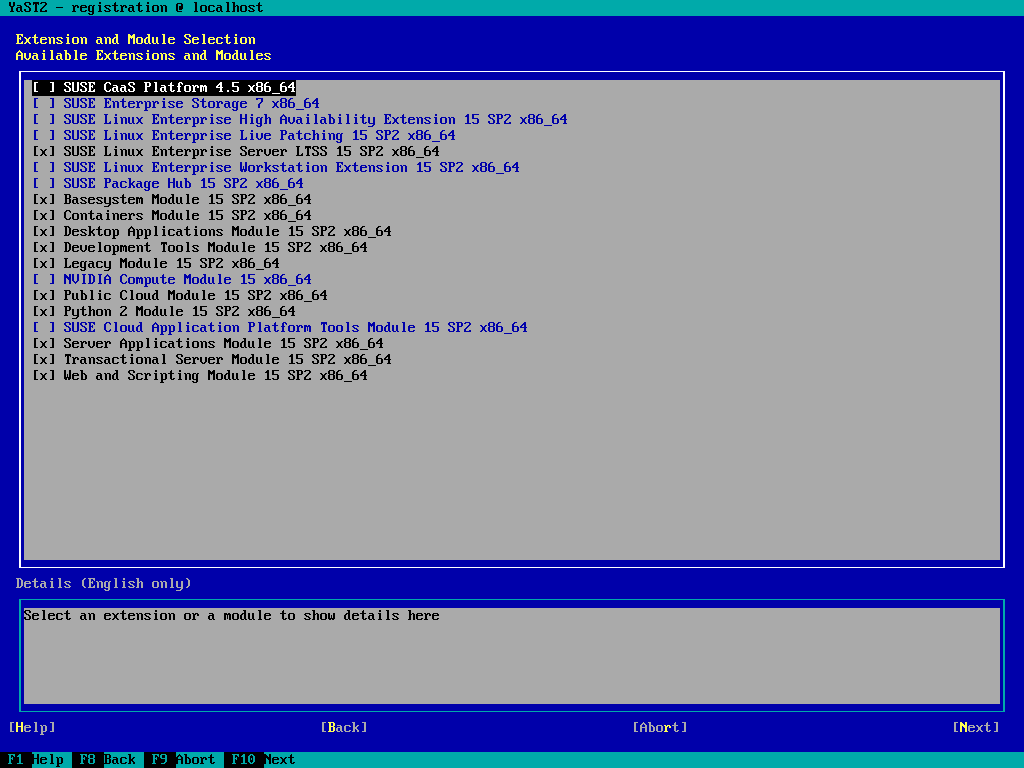 YaST2 - registration @ localhost
Extension and Module Selection
Available Extensions and Modules
[ ] SUSE CaaS Platform 4.5 x86_64
[ ] SUSE Enterprise Storage 7 x86_64
[ ] SUSE Linux Enterprise High Availability Extension 15 SP2 x86_64
[ ] SUSE Linux Enterprise Live Patching 15 SP2 x86_64
[x] SUSE Linux Enterprise Server LTSS 15 SP2 x86_64
[ ] SUSE Linux Enterprise Workstation Extension 15 SP2 x86_64
[ ] SUSE Package Hub 15 SP2 x86_64
[x] Basesystem Module 15 SP2 x86_64
[x] Containers Module 15 SP2 x86_64
[x] Desktop Applications Module 15 SP2 x86_64
[x] Development Tools Module 15 SP2 x86_64
[x] Legacy Module 15 SP2 x86_64
[ ] NVIDIA Compute Module 15 x86_64
[x] Public Cloud Module 15 SP2 x86_64
[x] Python 2 Module 15 SP2 x86_64
[ ] SUSE Cloud Application Platform Tools Module 15 SP2 x86_64
[x] Server Applications Module 15 SP2 x86_64
[x] Transactional Server Module 15 SP2 x86_64
[x] Web and Scripting Module 15 SP2 x86_64
Details (English only)
Select an extension or a module to show details here
[Help] [Back] [Abort] [Next]
F1 Help F8 Back F9 Abort F10 Next